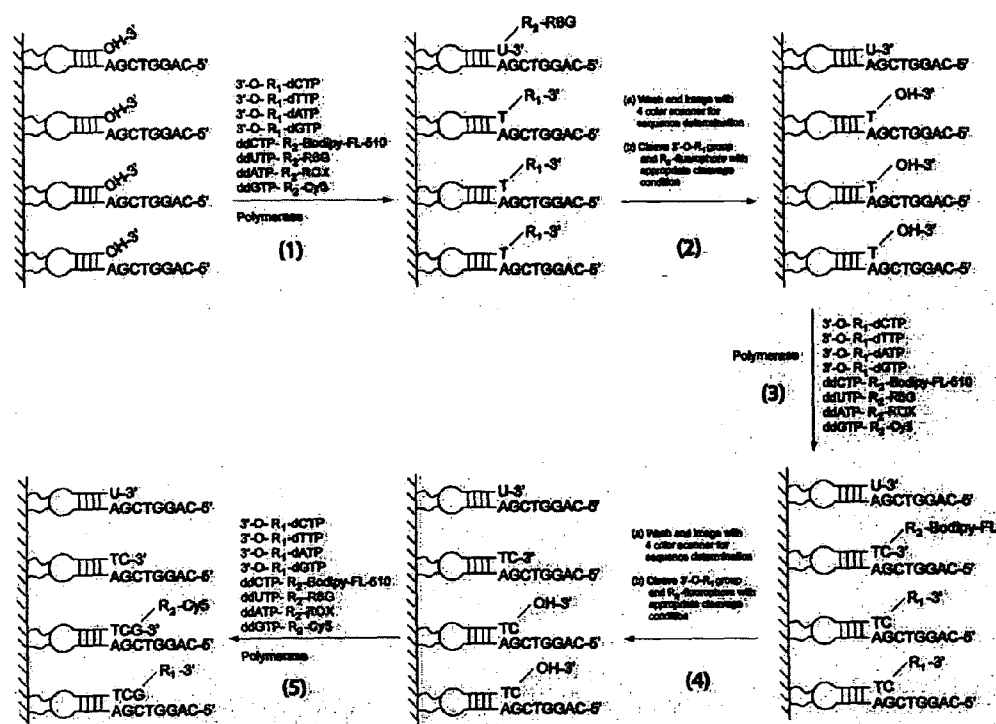 OH-3'
AGCTGGAC-5'
OH-3'
AGCTGGAC-5'
OH-3'
AGCTGGAC-5'
OH-3'
AGCTGGAC-5'
3'-O- R1-dCTP
3'-O- R1-dTTP
3'-O- R1-dATP
3'-O- R1-dGTP
ddCTP- R2-Bodipy-FL-510
ddUTP- R2-R6G
ddATP- R2-ROX
ddGTP- R2-Cy5
Polymerase
(1)
R2-R6G
U-3'
AGCTGGAC-5'
R1-3'
T
AGCTGGAC-5'
R1-3'
T
AGCTGGAC-5'
R1-3'
T
AGCTGGAC-5'
(a) Wash and image with
4 color scanner for
sequence determination
(b) Cleave 3'-O-R1 group
and R2-fluorophore with
appropriate cleavage
condition
(2)
U-3'
AGCTGGAC-5'
OH-3'
T
AGCTGGAC-5'
OH-3'
T
AGCTGGAC-5'
OH-3'
T
AGCTGGAC-5'
Polymerase
(3)
3'-O- R1-dCTP
3'-O- R1-dTTP
3'-O- R1-dATP
3'-O- R1-dGTP
ddCTP- R2-Bodipy-FL-510
ddUTP- R2-R6G
ddATP- R2-ROX
ddGTP- R2-Cy5
U-3'
AGCTGGAC-5'
R2-Bodipy-FL
TC-3'
AGCTGGAC-5'
R1-3'
TC
AGCTGGAC-5'
R1-3'
TC
AGCTGGAC-5'
(a) Wash and image with
4 color scanner for
sequence determination
(b) Cleave 3'-O-R1 group
and R2-fluorophore with
appropriate cleavage
condition
(4)
U-3'
AGCTGGAC-5'
TC-3'
AGCTGGAC-5'
OH-3'
TC
AGCTGGAC-5'
OH-3'
TC
AGCTGGAC-5'
3'-O- R1-dCTP
3'-O- R1-dTTP
3'-O- R1-dATP
3'-O- R1-dGTP
ddCTP- R2-Bodipy-FL-510
ddUTP- R2-R6G
ddATP- R2-ROX
ddGTP- R2-Cy5
Polymerase
(5)
U-3'
AGCTGGAC-5'
TC-3'
AGCTGGAC-5'
R2-Cy5
TCG-3'
AGCTGGAC-5'
R1-3'
TCG
AGCTGGAC-5'